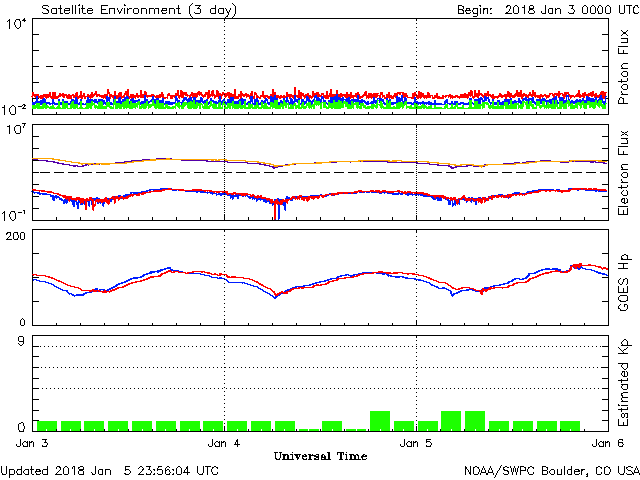 Satellite Environment (3 day)
Begin: 2018 Jan 3 0000 UTC
10⁴
10⁻²
Proton Flux
10⁷
10⁻¹
Electron Flux
200
0
GOES Hp
9
0
Estimated Kp
Jan 3 Jan 4 Jan 5 Jan 6
Universal Time
Updated 2018 Jan 5 23:56:04 UTC
NOAA/SWPC Boulder, CO USA